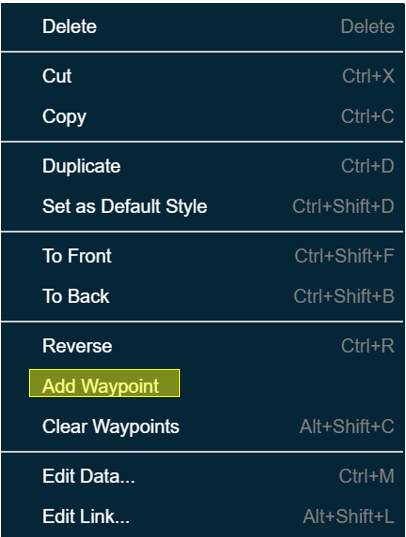 Delete Delete
Cut Ctrl+X
Copy Ctrl+C
Duplicate Ctrl+D
Set as Default Style Ctrl+Shift+D
To Front Ctrl+Shift+F
To Back Ctrl+Shift+B
Reverse Ctrl+R
Add Waypoint
Clear Waypoints Alt+Shift+C
Edit Data... Ctrl+M
Edit Link... Alt+Shift+L